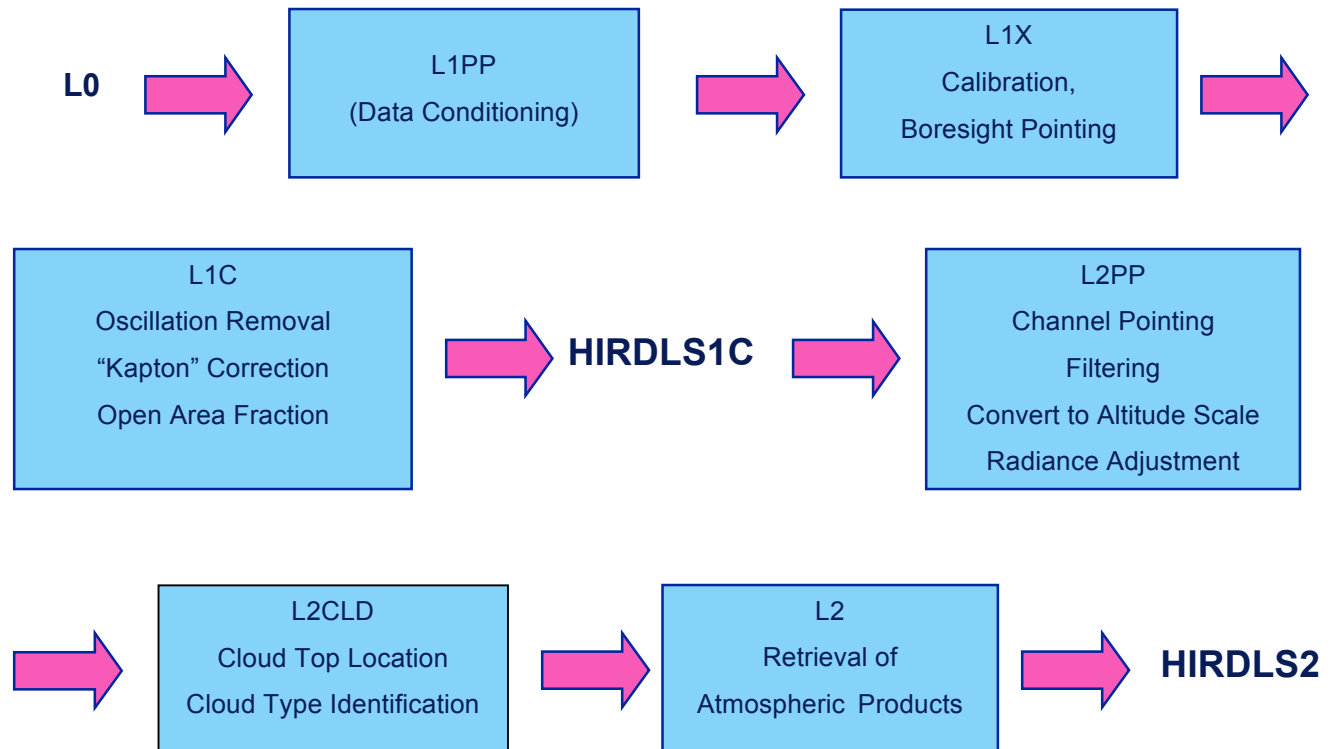 L0
L1PP
(Data Conditioning)
L1X
Calibration,
Boresight Pointing
L1C
Oscillation Removal
“Kapton” Correction
Open Area Fraction
HIRDLS1C
L2PP
Channel Pointing
Filtering
Convert to Altitude Scale
Radiance Adjustment
L2CLD
Cloud Top Location
Cloud Type Identification
L2
Retrieval of
Atmospheric Products
HIRDLS2